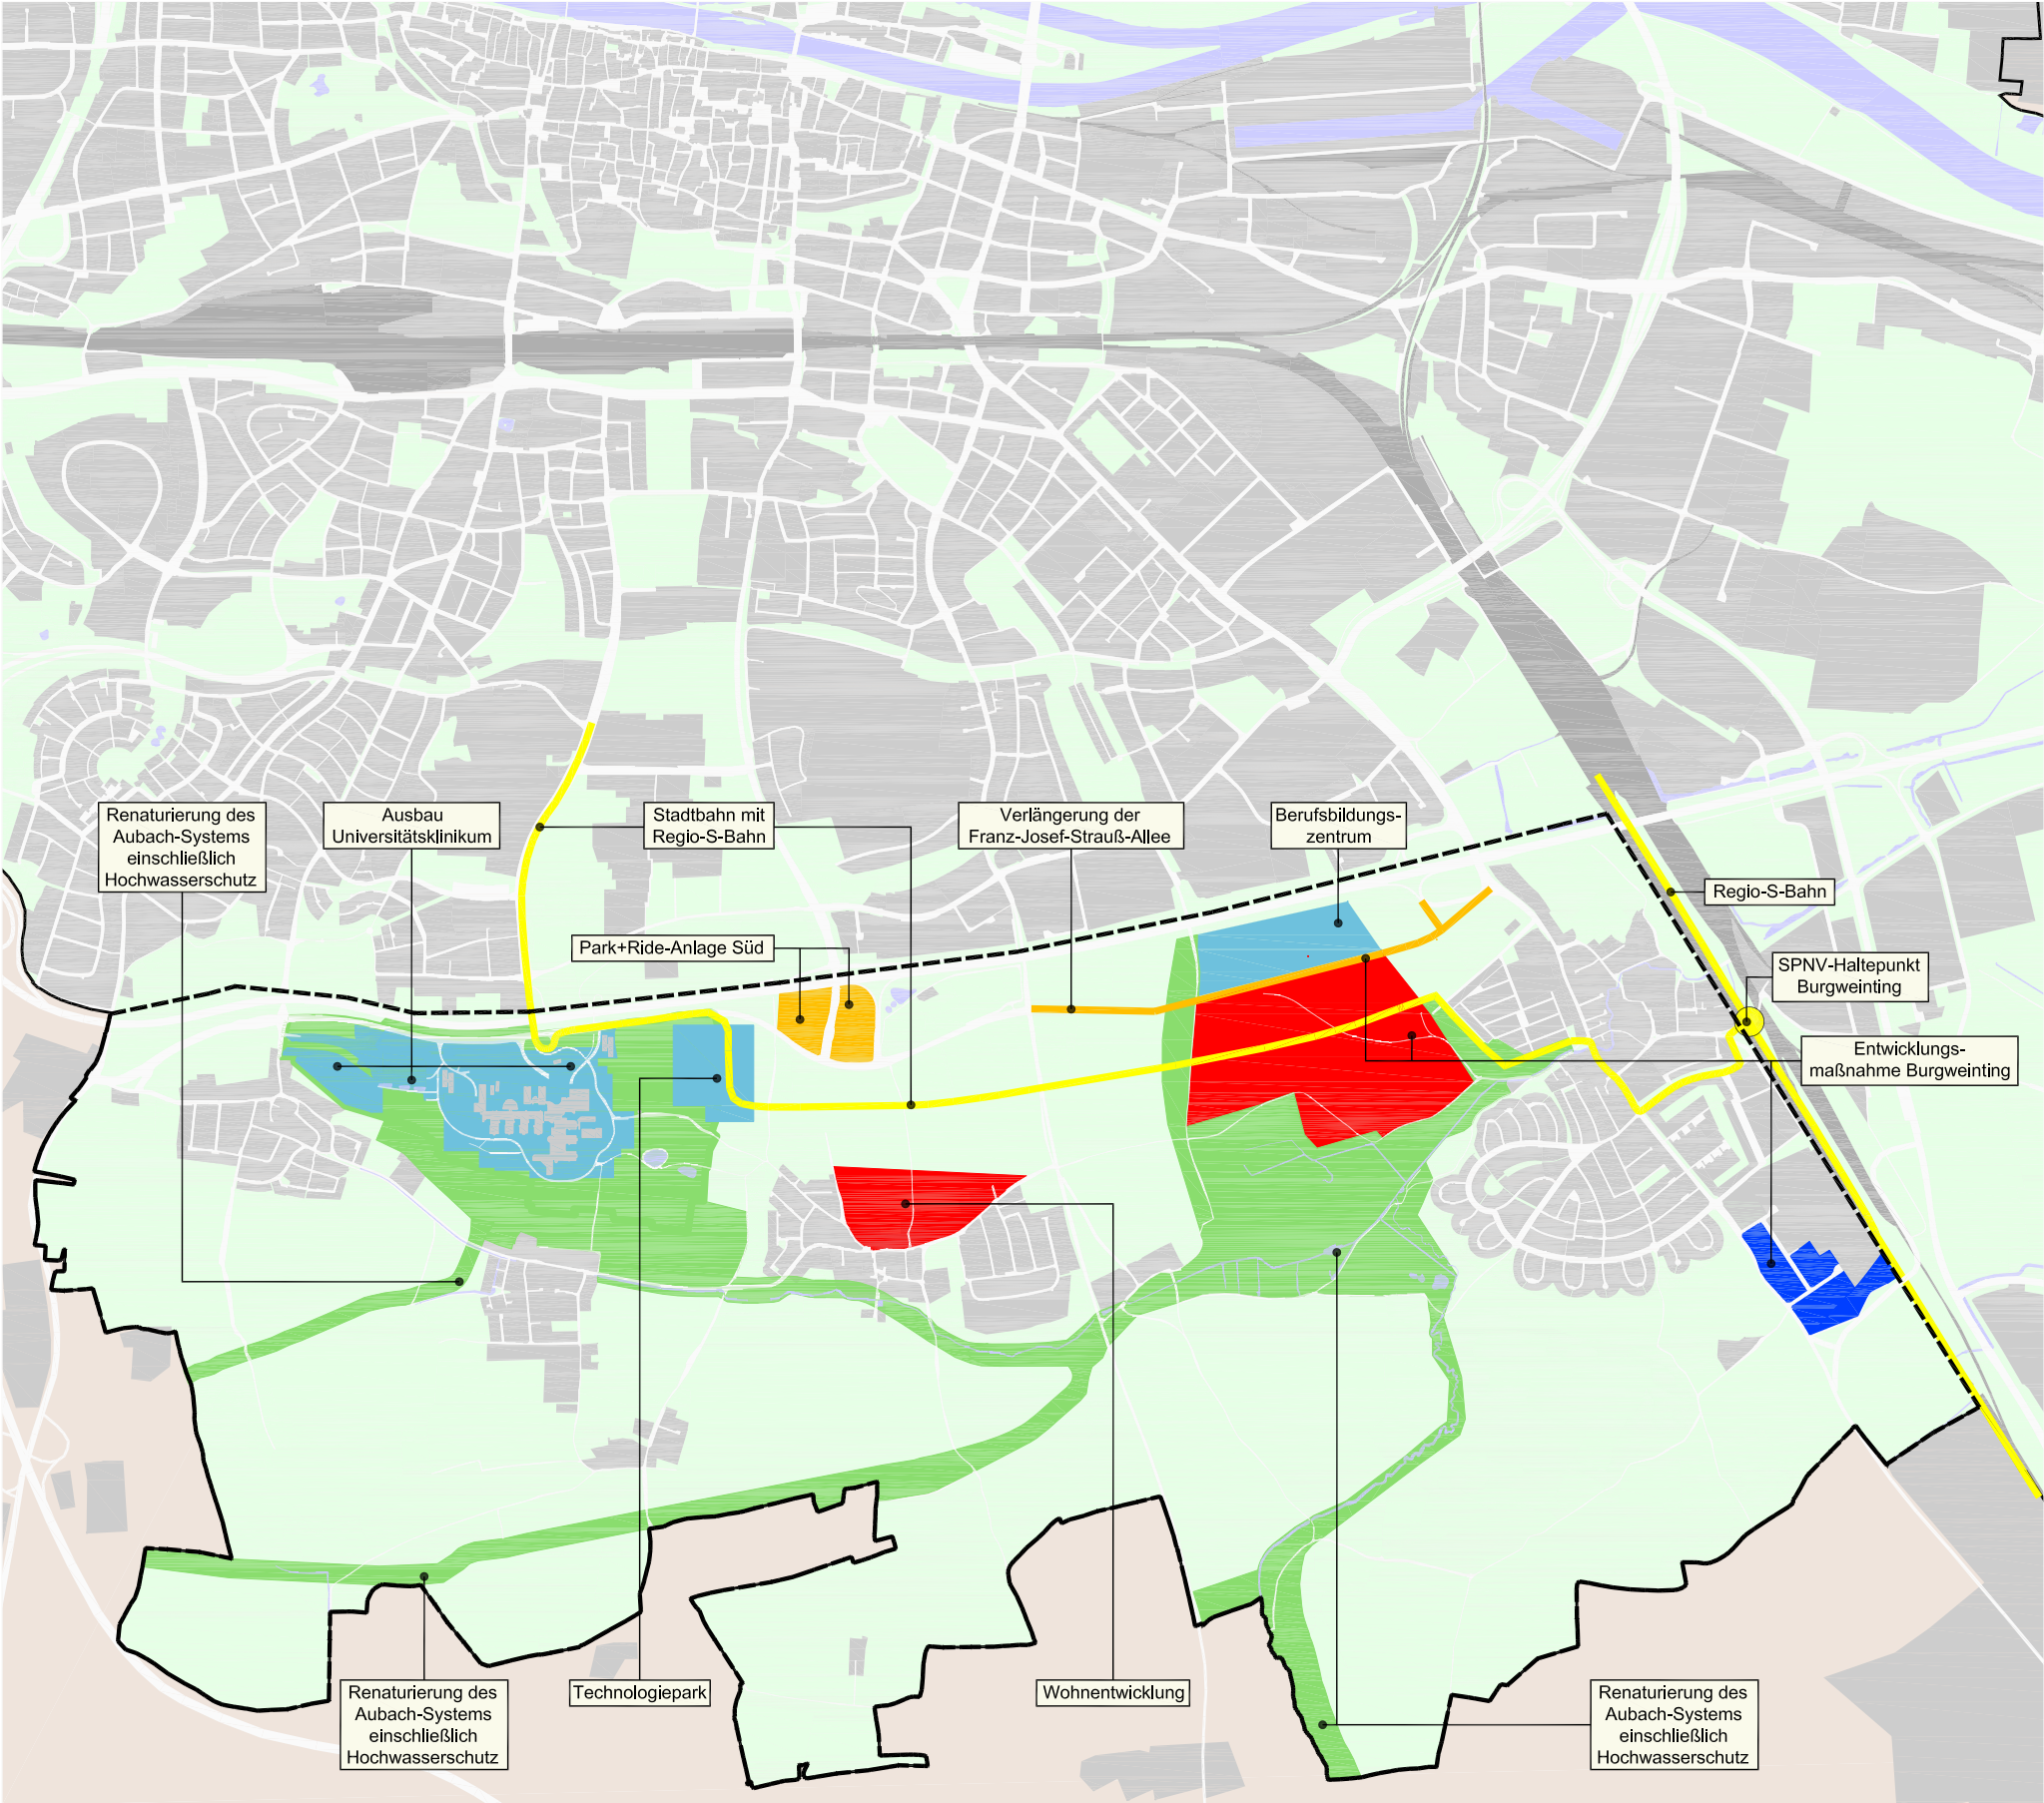 Renaturierung des
Aubach-Systems
einschließlich
Hochwasserschutz
Ausbau
Universitätsklinikum
Stadtbahn mit
Regio-S-Bahn
Verlängerung der
Franz-Josef-Strauß-Allee
Berufsbildungs-
zentrum
Regio-S-Bahn
Park+Ride-Anlage Süd
SPNV-Haltepunkt
Burgweinting
Entwicklungs-
maßnahme Burgweinting
Renaturierung des
Aubach-Systems
einschließlich
Hochwasserschutz
Technologiepark
Wohnentwicklung
Renaturierung des
Aubach-Systems
einschließlich
Hochwasserschutz